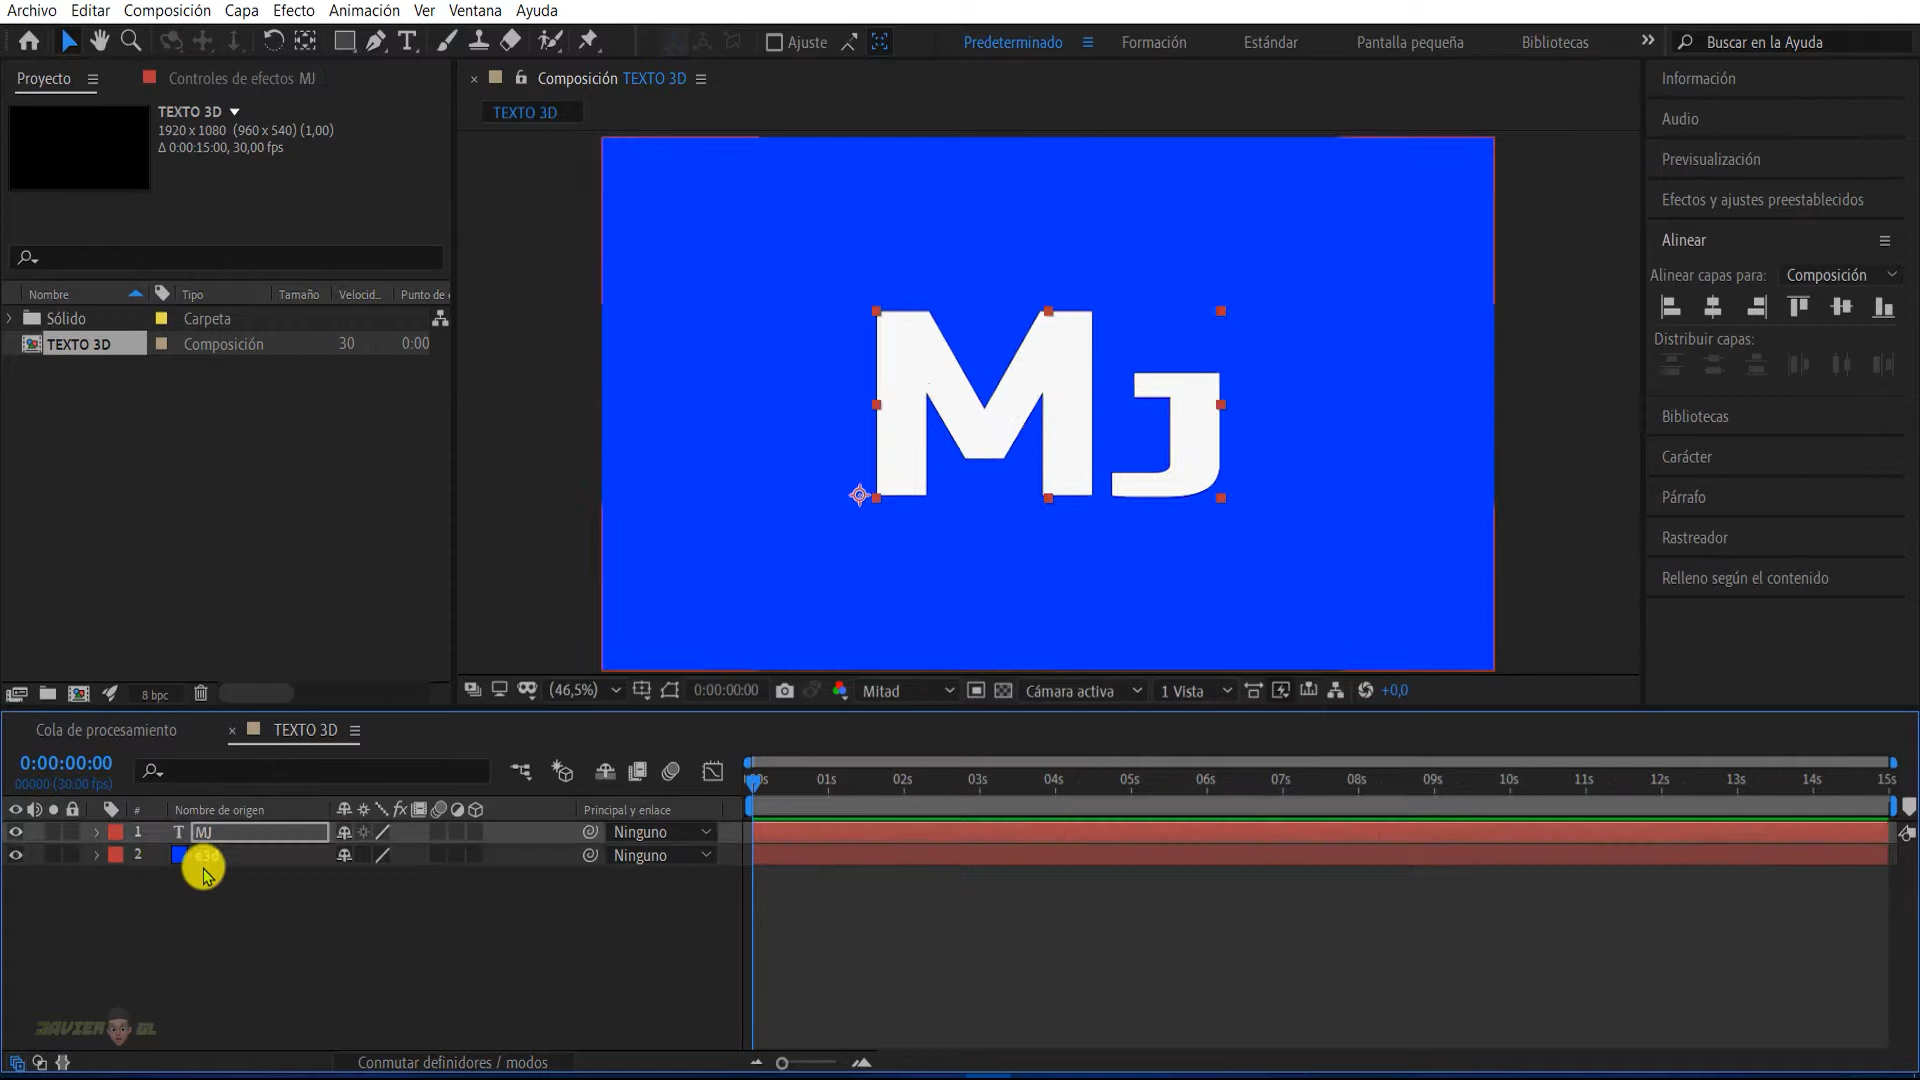 Archivo Editar Composición Capa Efecto Animación Ver Ventana Ayuda
Ajuste Predeterminado Formación Estándar Pantalla pequeña Bibliotecas Buscar en la Ayuda
Proyecto Controles de efectos MJ
Composición TEXTO 3D
TEXTO 3D
TEXTO 3D
1920 x 1080 (960 x 540) (1,00)
Δ 0:00:15:00, 30,00 fps
Nombre Tipo Tamaño Velocid... Punto de
Sólido Carpeta
TEXTO 3D Composición 30 0:00
8 bpc
MJ
(46,5%) 0:00:00:00 Mitad Cámara activa 1 Vista +0,0
Información
Audio
Previsualización
Efectos y ajustes preestablecidos
Alinear
Alinear capas para: Composición
Distribuir capas:
Bibliotecas
Carácter
Párrafo
Rastreador
Relleno según el contenido
Cola de procesamiento TEXTO 3D
0:00:00:00
00000 (30.00 fps)
01s 02s 03s 04s 05s 06s 07s 08s 09s 10s 11s 12s 13s 14s 15s
# Nombre de origen fx Principal y enlace
1 T MJ Ninguno
2 e3d Ninguno
JAVIER GL
Conmutar definidores / modos